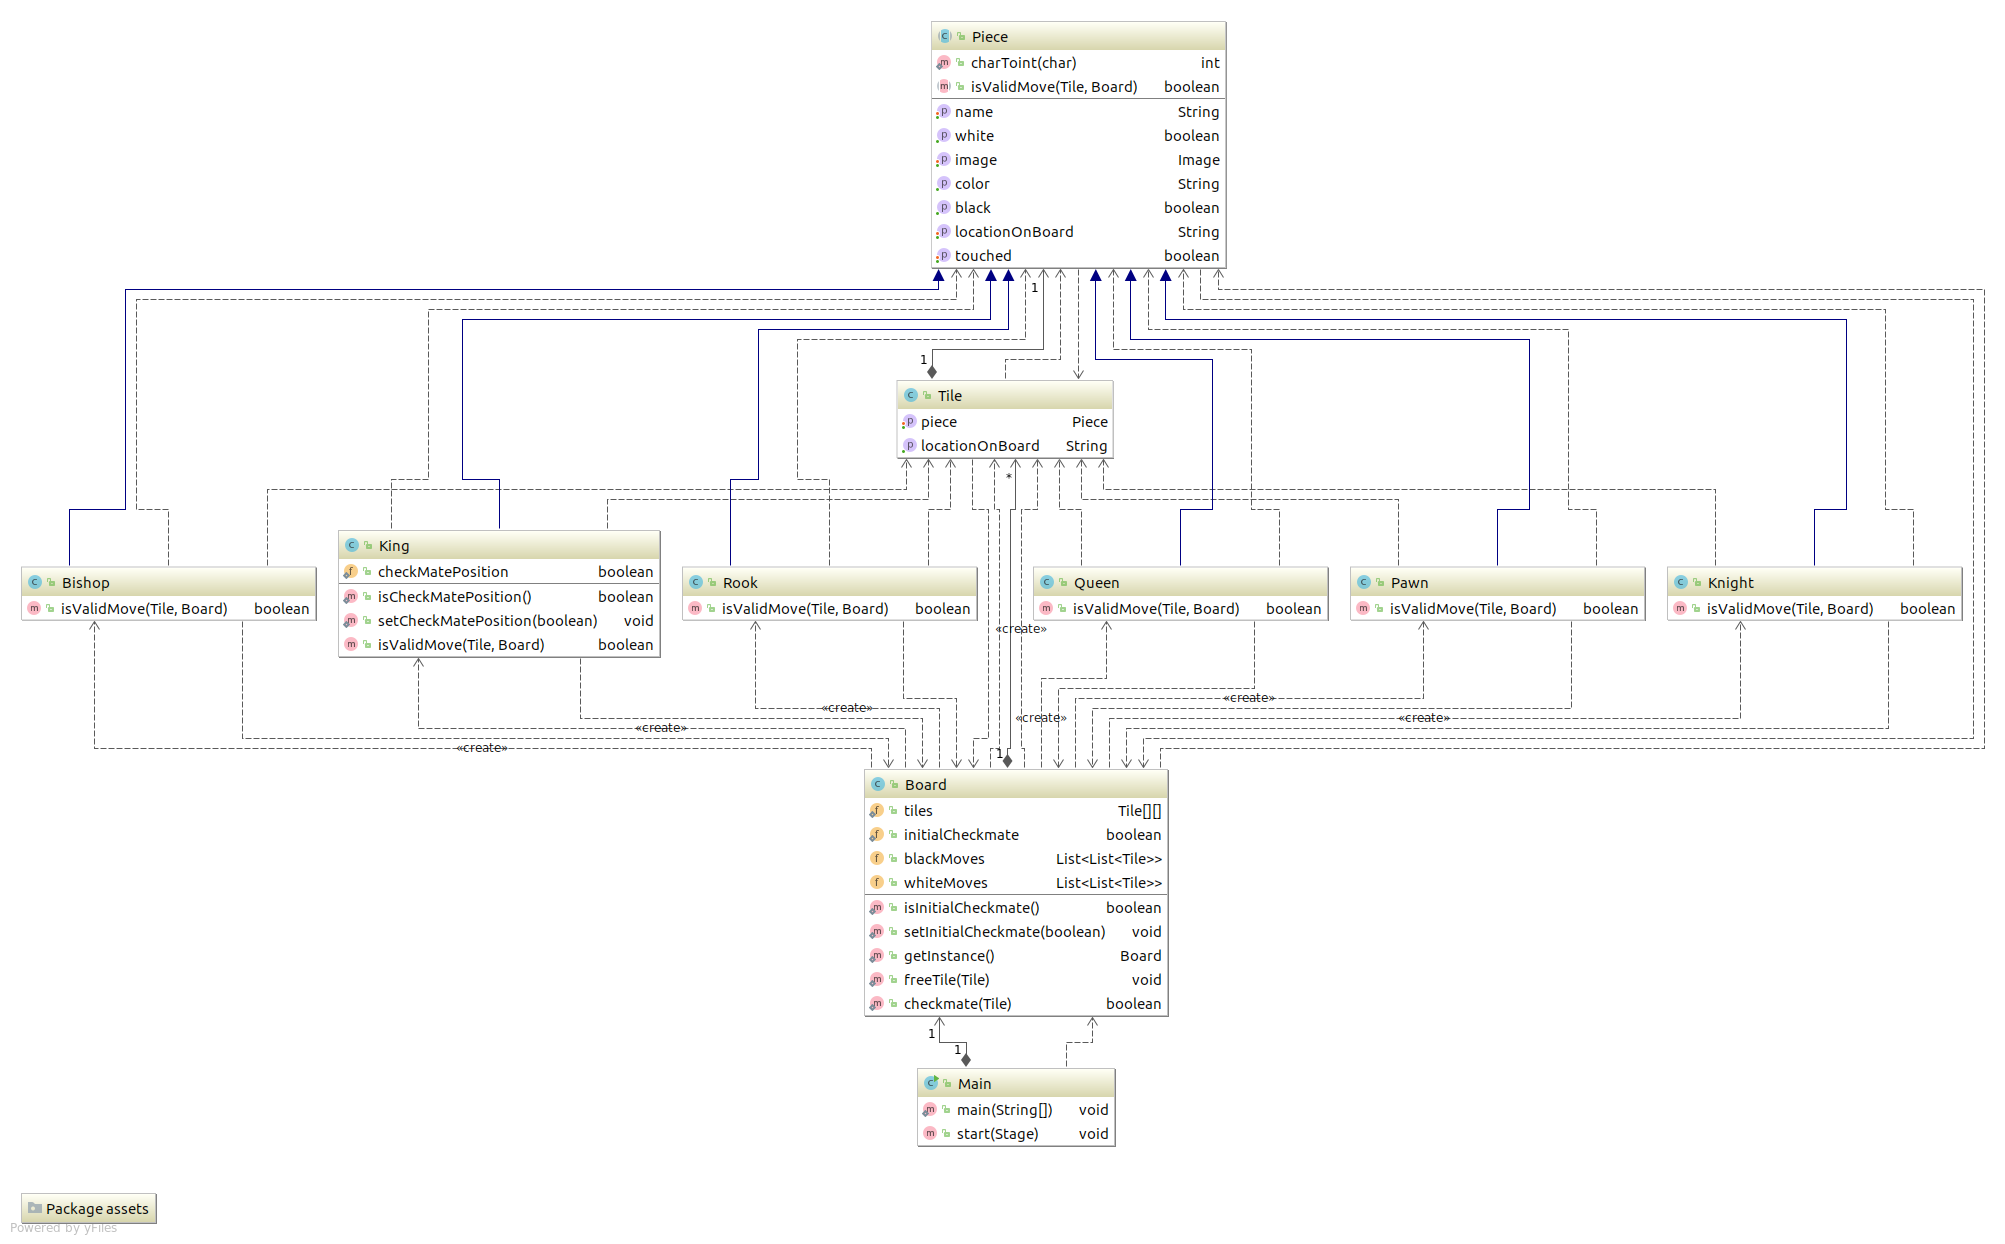 Piece
charToint(char) int
isValidMove(Tile, Board) boolean
name String
white boolean
image Image
color String
black boolean
locationOnBoard String
touched boolean
1
1
Tile
piece Piece
locationOnBoard String
*
Bishop
isValidMove(Tile, Board) boolean
King
checkMatePosition boolean
isCheckMatePosition() boolean
setCheckMatePosition(boolean) void
isValidMove(Tile, Board) boolean
Rook
isValidMove(Tile, Board) boolean
Queen
isValidMove(Tile, Board) boolean
Pawn
isValidMove(Tile, Board) boolean
Knight
isValidMove(Tile, Board) boolean
«create»
«create»
«create»
«create»
«create»
«create»
«create»
1
Board
tiles Tile[][]
initialCheckmate boolean
blackMoves List<List<Tile>>
whiteMoves List<List<Tile>>
isInitialCheckmate() boolean
setInitialCheckmate(boolean) void
getInstance() Board
freeTile(Tile) void
checkmate(Tile) boolean
1
1
Main
main(String[]) void
start(Stage) void
Package assets
Powered by yFiles